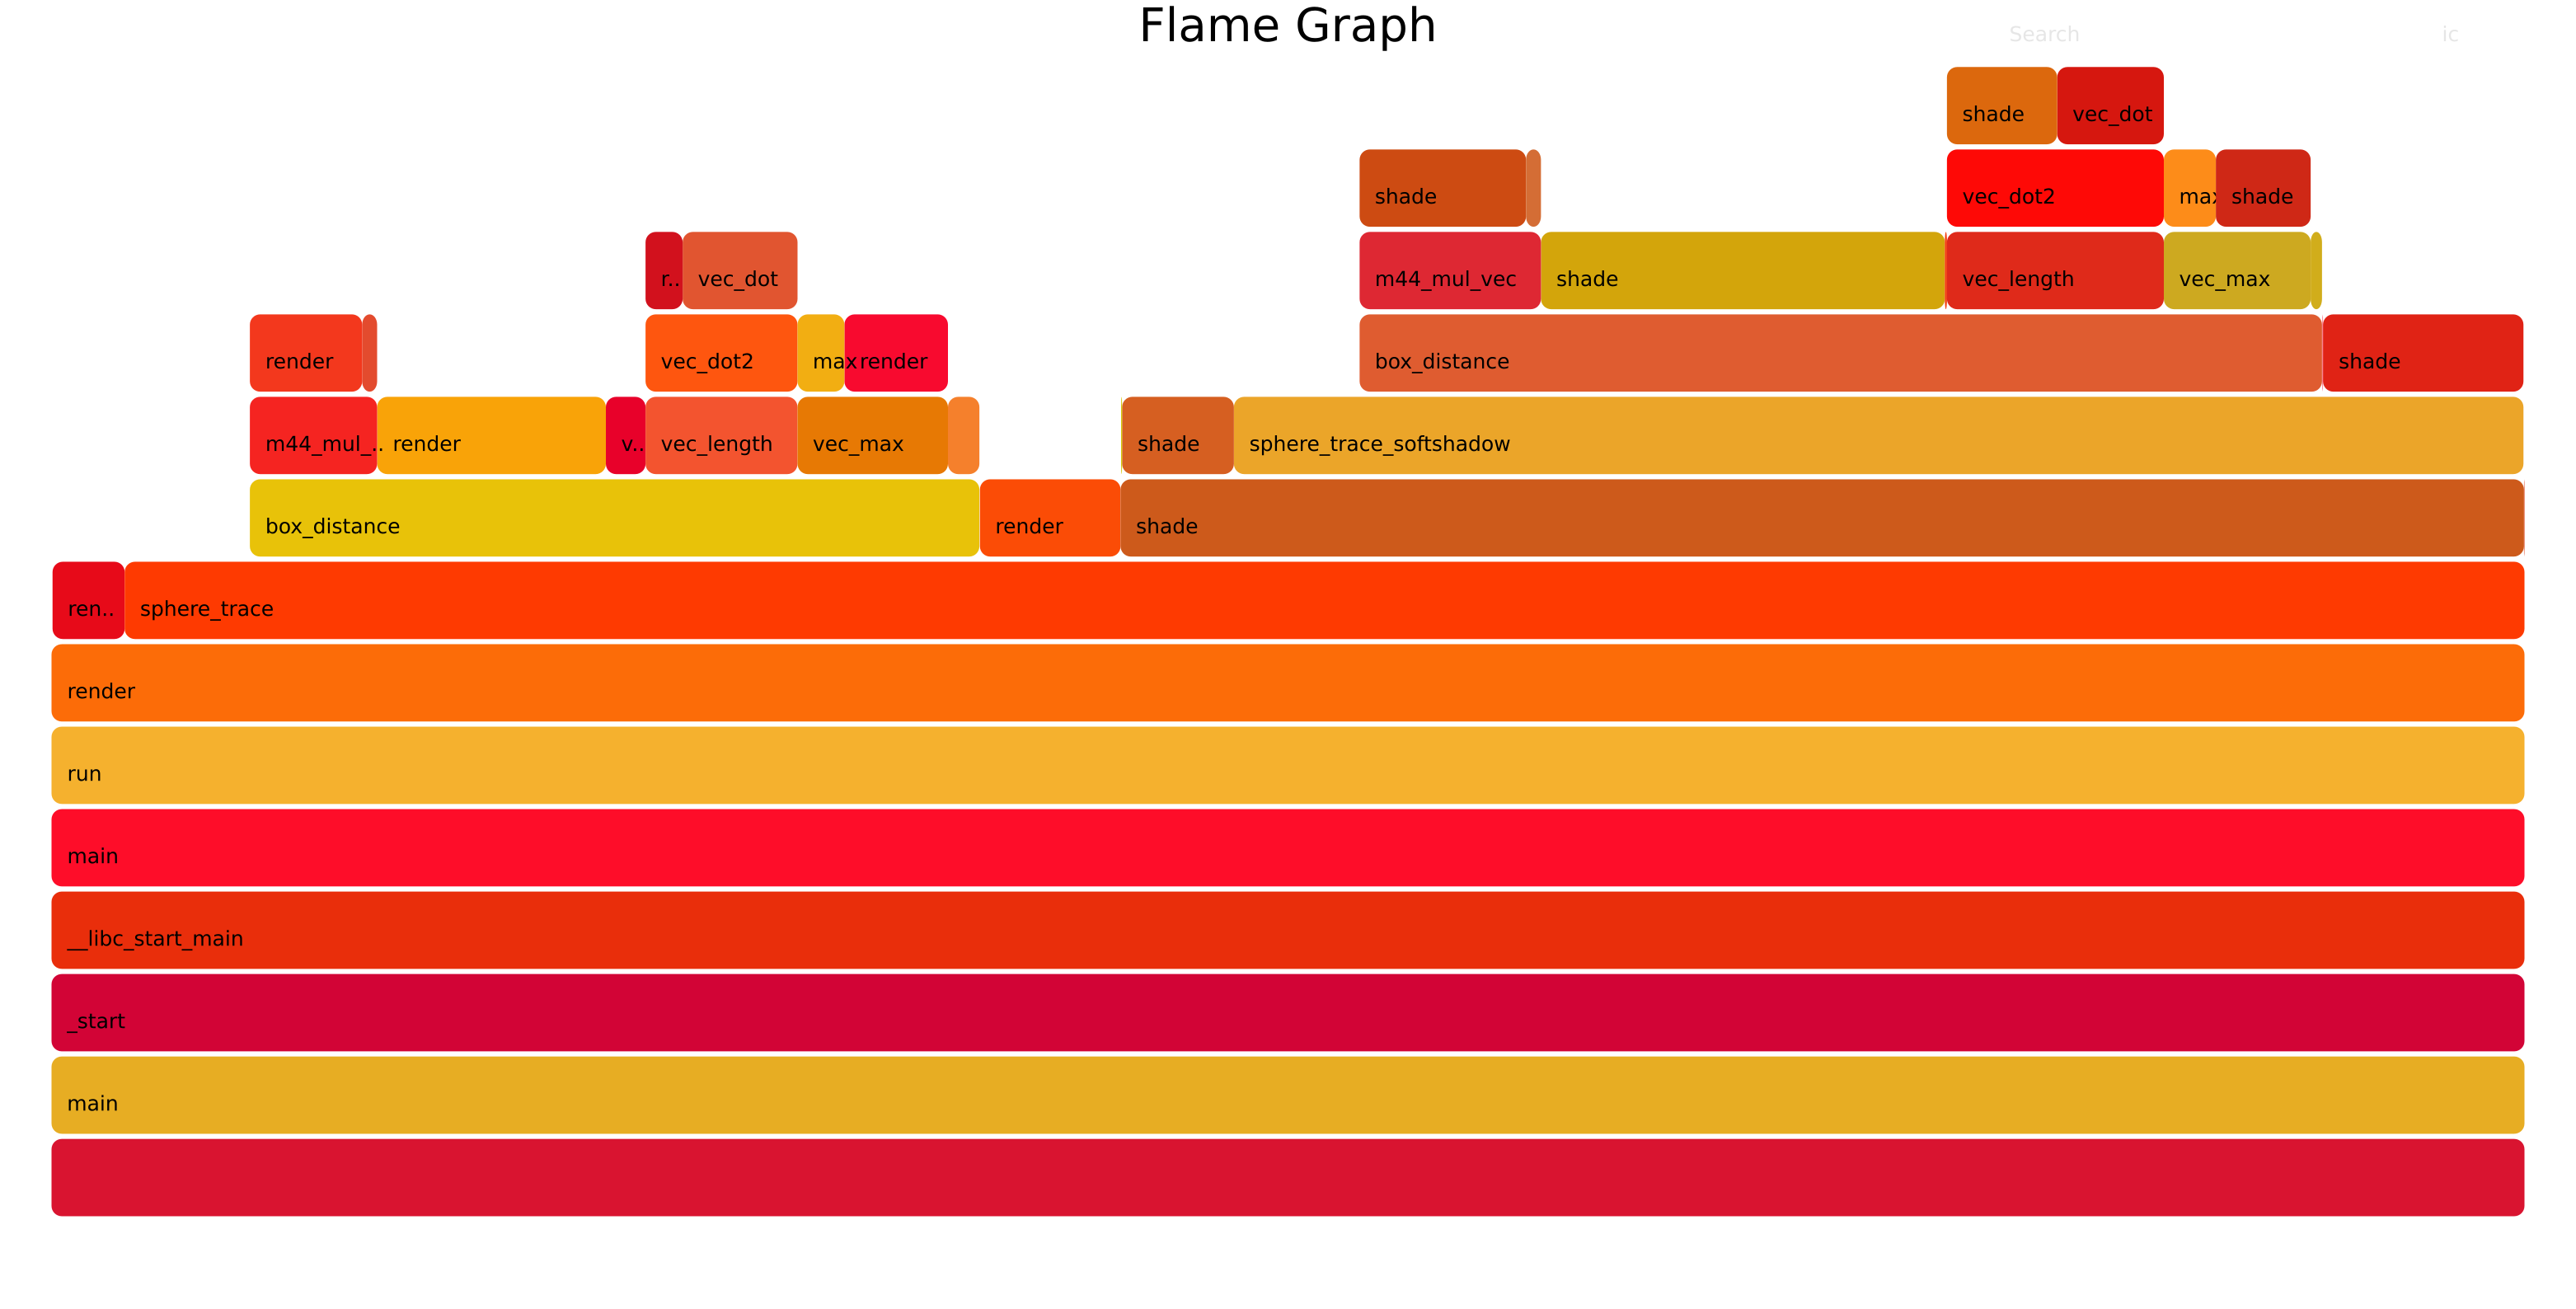 Flame Graph
Search ic
shade vec_dot
shade vec_dot2 max shade
r.. vec_dot m44_mul_vec shade vec_length vec_max
render vec_dot2 max render box_distance shade
m44_mul_.. render v.. vec_length vec_max shade sphere_trace_softshadow
box_distance render shade
ren.. sphere_trace
render
run
main
__libc_start_main
_start
main